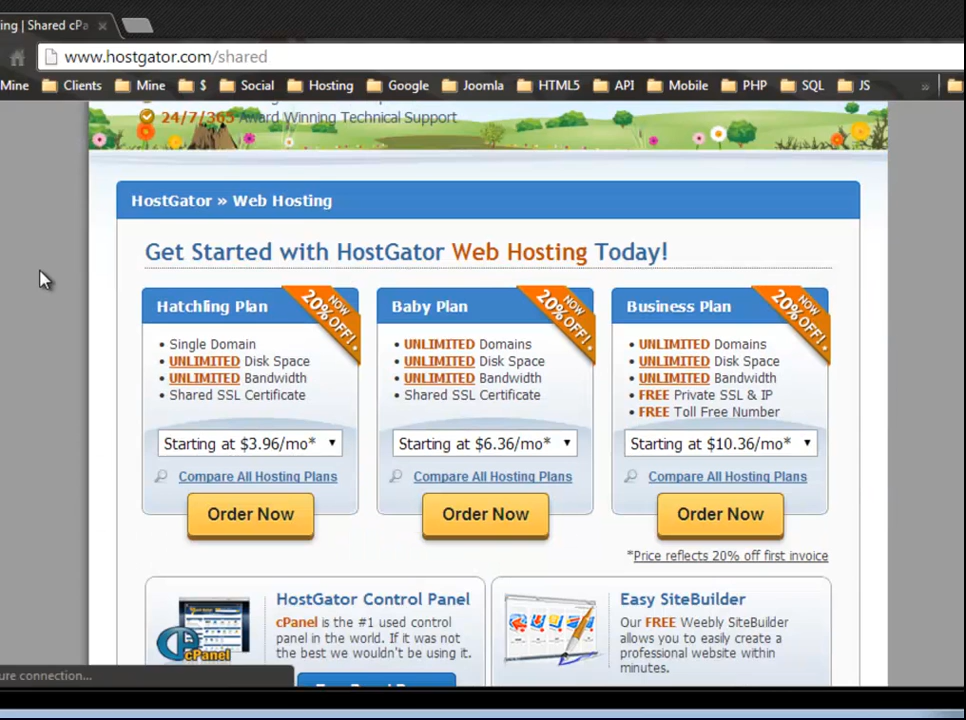 ing | Shared cPa
www.hostgator.com/shared
Mine Clients Mine $ Social Hosting Google Joomla HTML5 API Mobile PHP SQL JS »
24/7/365 Award Winning Technical Support
HostGator » Web Hosting
Get Started with HostGator Web Hosting Today!
Hatchling Plan
NOW
20% OFF!
• Single Domain
• UNLIMITED Disk Space
• UNLIMITED Bandwidth
• Shared SSL Certificate
Starting at $3.96/mo*
Compare All Hosting Plans
Order Now
Baby Plan
NOW
20% OFF!
• UNLIMITED Domains
• UNLIMITED Disk Space
• UNLIMITED Bandwidth
• Shared SSL Certificate
Starting at $6.36/mo*
Compare All Hosting Plans
Order Now
Business Plan
NOW
20% OFF!
• UNLIMITED Domains
• UNLIMITED Disk Space
• UNLIMITED Bandwidth
• FREE Private SSL & IP
• FREE Toll Free Number
Starting at $10.36/mo*
Compare All Hosting Plans
Order Now
*Price reflects 20% off first invoice
cPanel
HostGator Control Panel
cPanel is the #1 used control
panel in the world. If it was not
the best we wouldn't be using it.
Easy SiteBuilder
Our FREE Weebly SiteBuilder
allows you to easily create a
professional website within
minutes.
ure connection...